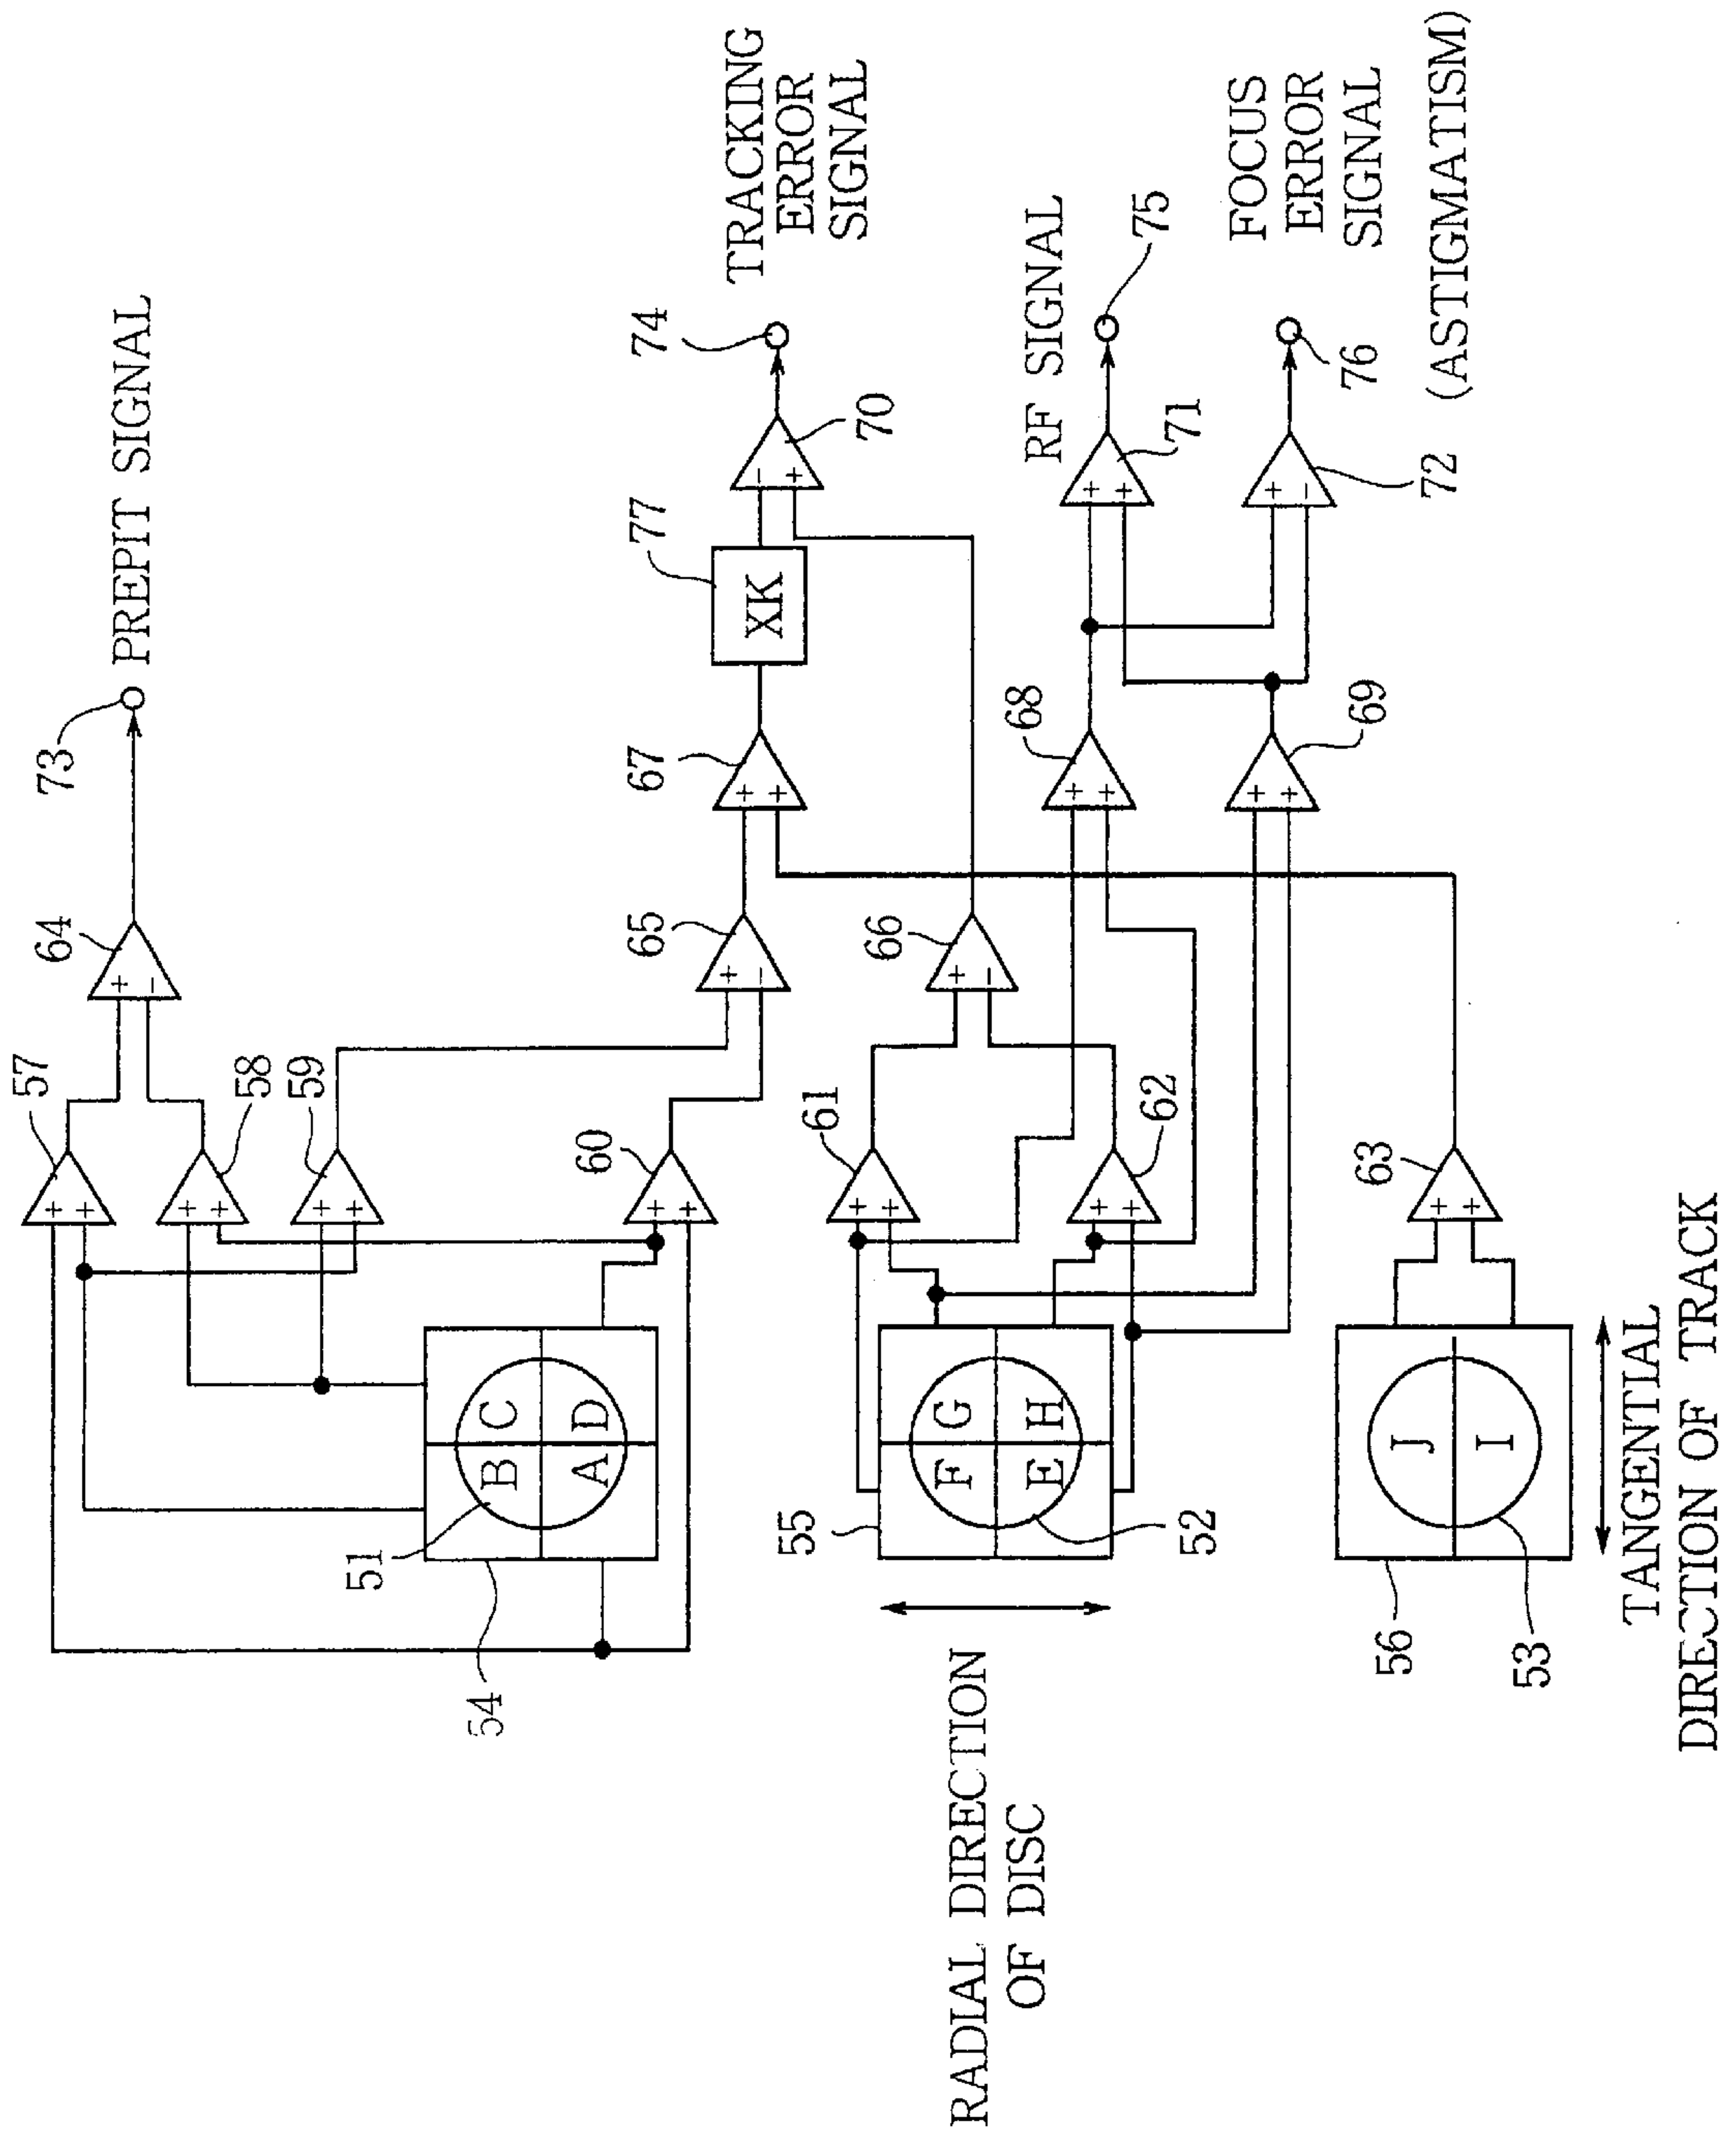 PREPIT SIGNAL
73
64
57
58
59
60
51
54
B
C
A
D
TRACKING
ERROR
SIGNAL
74
70
77
XK
67
65
66
61
62
55
52
F
G
E
H
RADIAL DIRECTION
OF DISC
RF SIGNAL
75
71
68
FOCUS
ERROR
SIGNAL
(ASTIGMATISM)
76
72
69
63
56
53
J
I
TANGENTIAL
DIRECTION OF TRACK
+
+
+
+
+
+
+
+
+
−
+
−
+
+
+
+
+
−
+
+
−
+
+
+
+
+
+
+
+
−
+
+